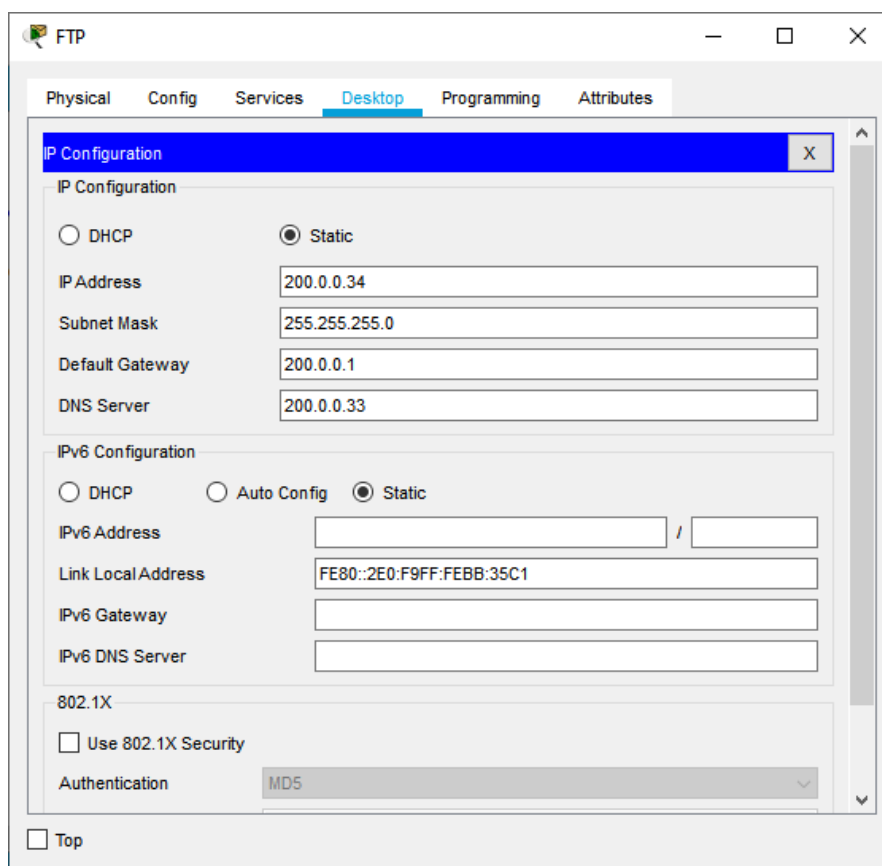 FTP
Physical Config Services Desktop Programming Attributes
IP Configuration X
IP Configuration
DHCP Static
IP Address 200.0.0.34
Subnet Mask 255.255.255.0
Default Gateway 200.0.0.1
DNS Server 200.0.0.33
IPv6 Configuration
DHCP Auto Config Static
IPv6 Address /
Link Local Address FE80::2E0:F9FF:FEBB:35C1
IPv6 Gateway
IPv6 DNS Server
802.1X
Use 802.1X Security
Authentication MD5
Top